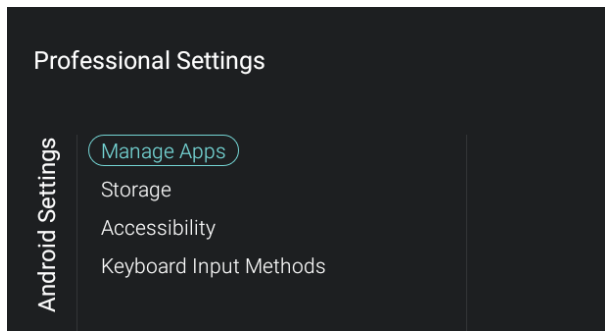 Professional Settings
Android Settings
Manage Apps
Storage
Accessibility
Keyboard Input Methods